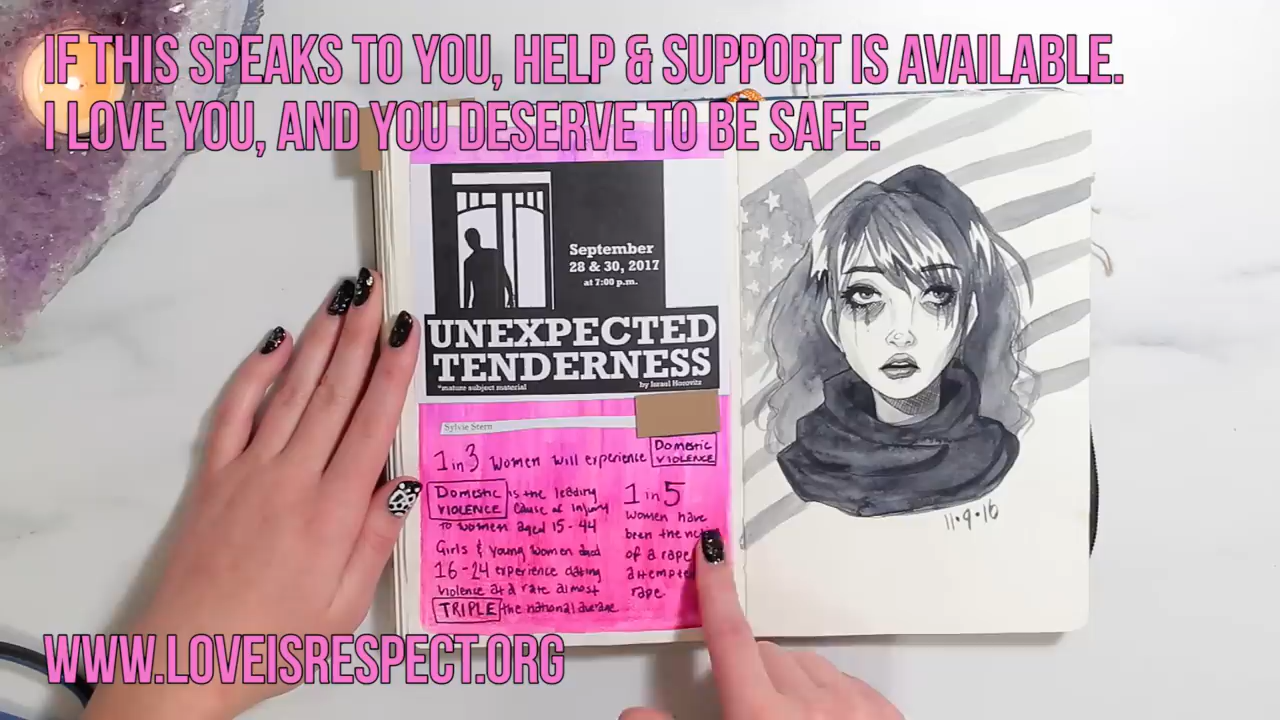 IF THIS SPEAKS TO YOU, HELP & SUPPORT IS AVAILABLE.
I LOVE YOU, AND YOU DESERVE TO BE SAFE.
September
28 & 30, 2017
at 7:00 p.m.
UNEXPECTED
TENDERNESS
*mature subject material
by Israel Horovitz
Sylvie Stern
1 in 3 women will experience DOMESTIC
VIOLENCE
DOMESTIC
VIOLENCE is the leading
cause of injury
to women aged 15-44
Girls & young women aged
16-24 experience dating
violence at a rate almost
TRIPLE the national average
1 in 5
women have
been the
of a rape
attempted
rape.
11.9.16
WWW.LOVEISRESPECT.ORG